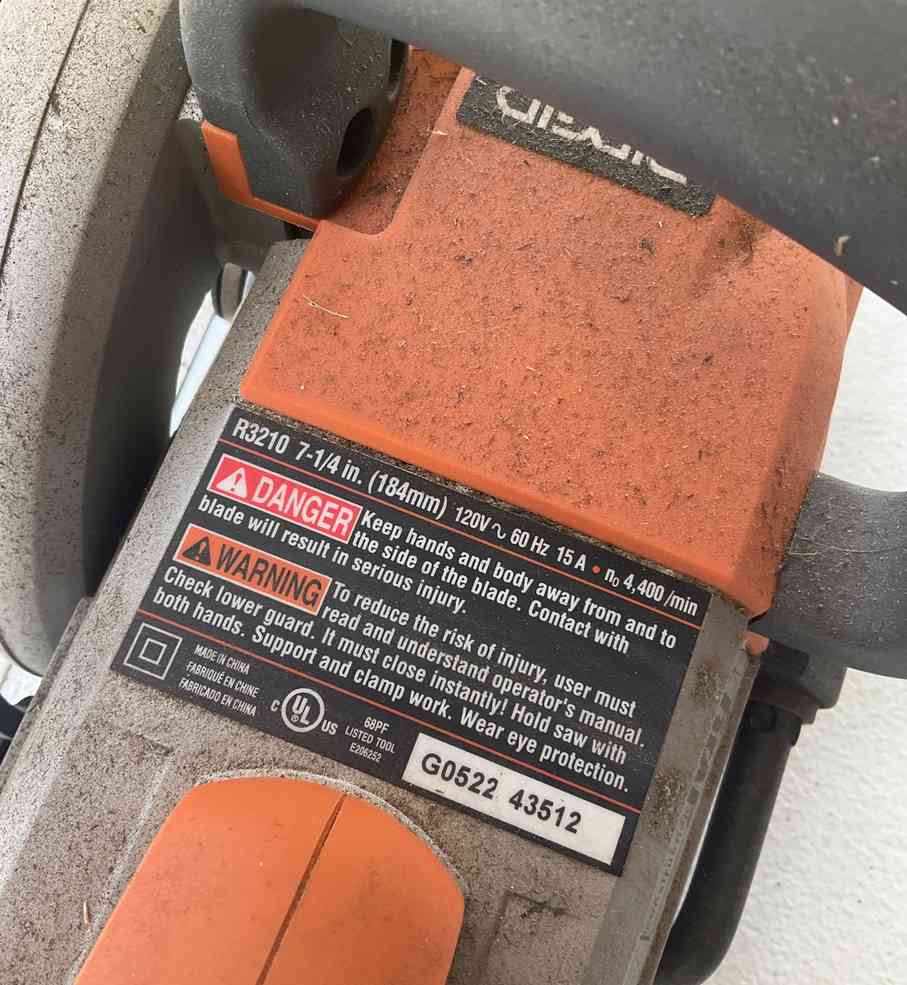 RIDGID
R3210 7-1/4 in. (184mm) 120V ~ 60 Hz 15 A • n₀ 4,400 /min
DANGER Keep hands and body away from and to
the side of the blade. Contact with
blade will result in serious injury.
WARNING To reduce the risk of injury, user must
read and understand operator's manual.
Check lower guard. It must close instantly! Hold saw with
both hands. Support and clamp work. Wear eye protection.
MADE IN CHINA
FABRIQUÉ EN CHINE
FABRICADO EN CHINA
C UL ® US
68PF
LISTED TOOL
E206252
G0522 43512